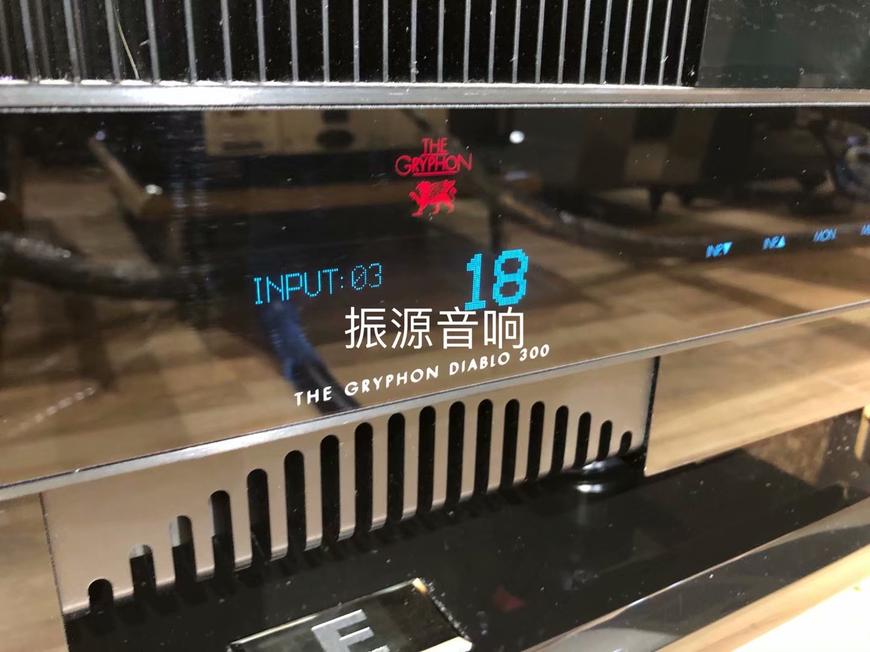 THE
GRYPHON
INPUT:03
18
INP▼
INP▲
MON
振源音响
THE GRYPHON DIABLO 300
E